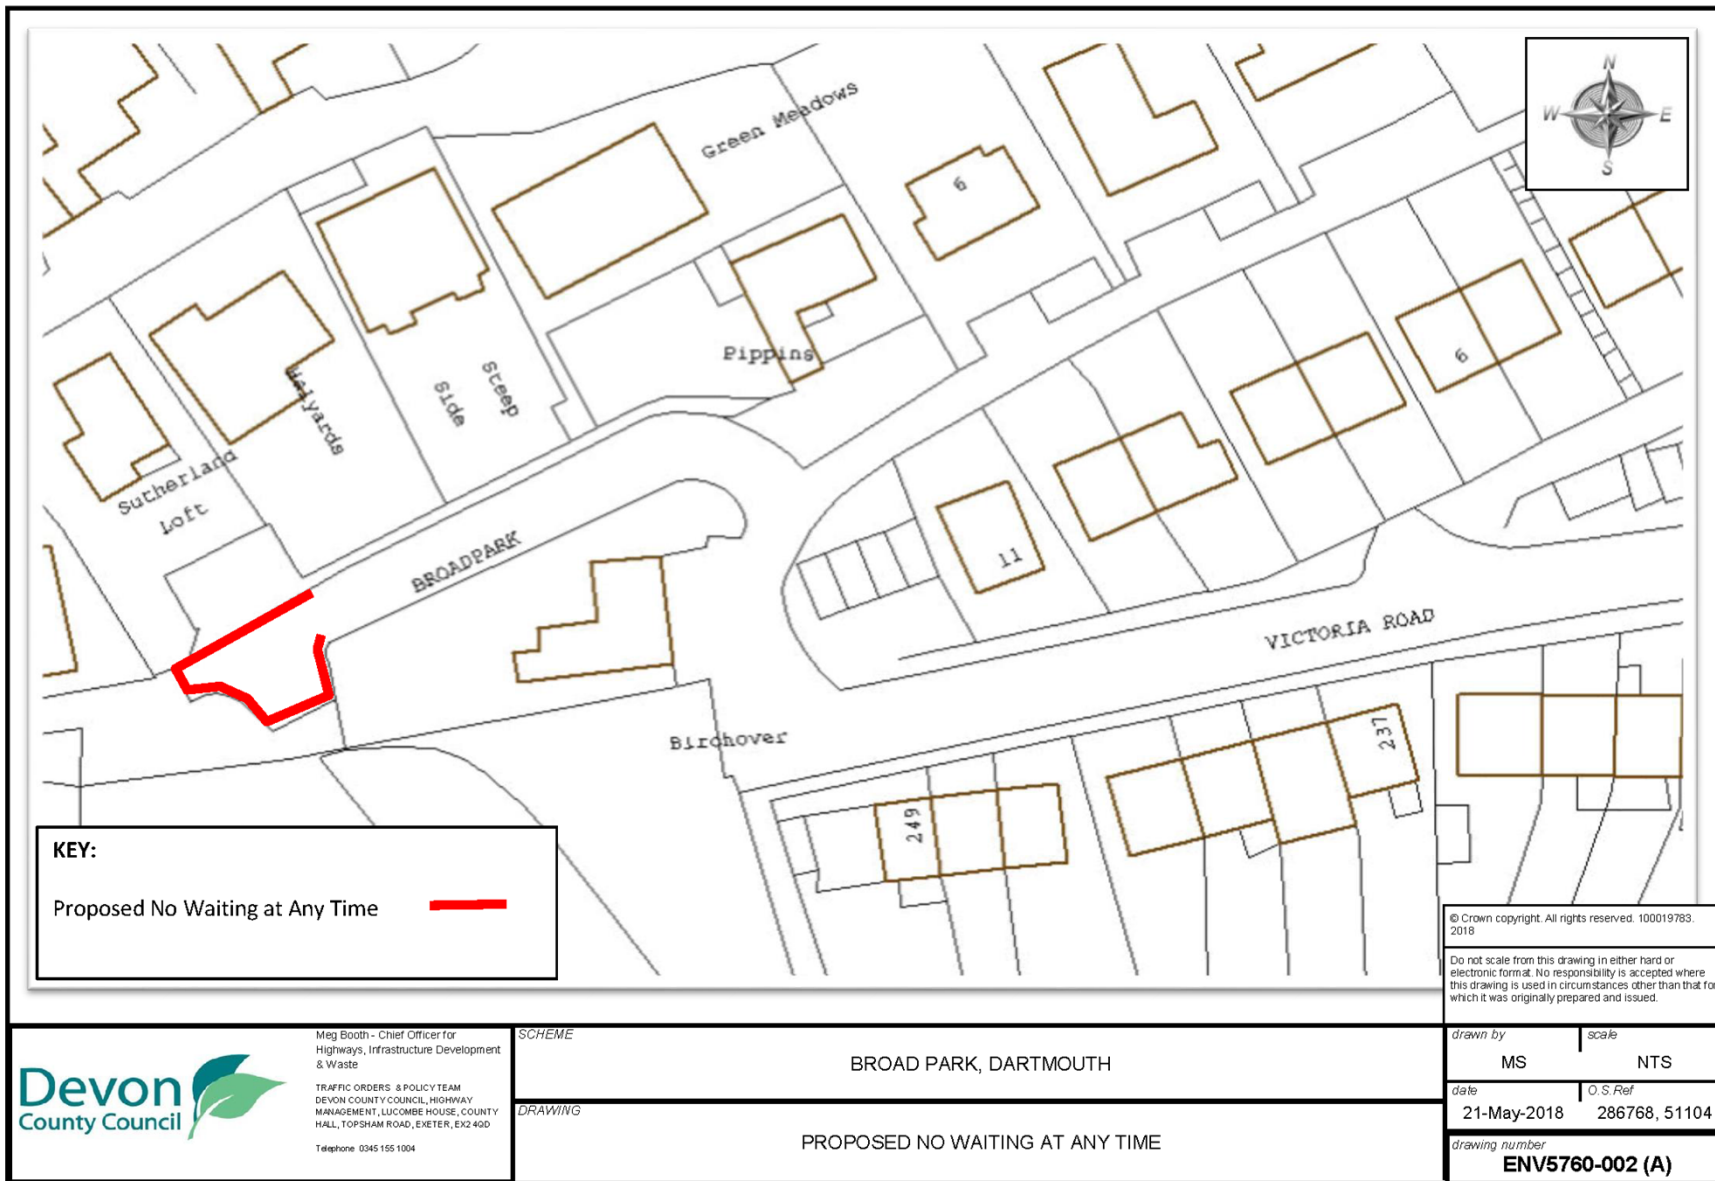 N
W
E
S
Green Meadows
6
Pippins
Steep
Side
Halyards
Sutherland
Loft
BROADPARK
6
11
VICTORIA ROAD
Birchover
237
249
KEY:
Proposed No Waiting at Any Time
© Crown copyright. All rights reserved. 100019783.
2018
Do not scale from this drawing in either hard or
electronic format. No responsibility is accepted where
this drawing is used in circumstances other than that for
which it was originally prepared and issued.
Devon
County Council
Meg Booth - Chief Officer for
Highways, Infrastructure Development
& Waste
TRAFFIC ORDERS & POLICY TEAM
DEVON COUNTY COUNCIL, HIGHWAY
MANAGEMENT, LUCOMBE HOUSE, COUNTY
HALL, TOPSHAM ROAD, EXETER, EX2 4QD
Telephone 0345 155 1004
SCHEME
BROAD PARK, DARTMOUTH
DRAWING
PROPOSED NO WAITING AT ANY TIME
drawn by
MS
scale
NTS
date
21-May-2018
O.S.Ref
286768, 51104
drawing number
ENV5760-002 (A)